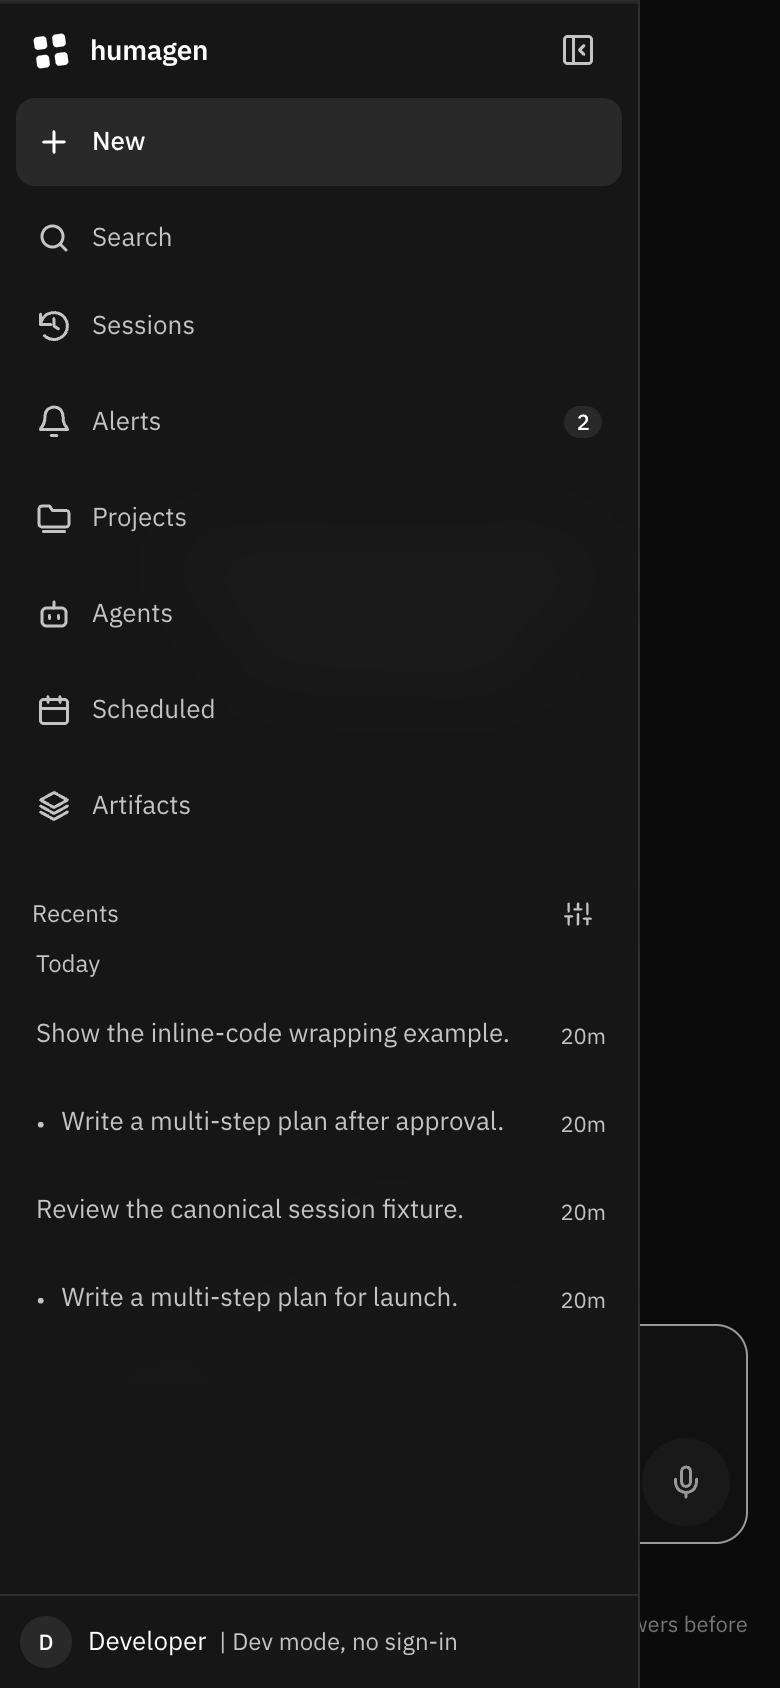 humagen
New
Search
Sessions
Alerts 2
Projects
Agents
Scheduled
Artifacts
Recents
Today
Show the inline-code wrapping example. 20m
• Write a multi-step plan after approval. 20m
Review the canonical session fixture. 20m
• Write a multi-step plan for launch. 20m
before
D Developer | Dev mode, no sign-in